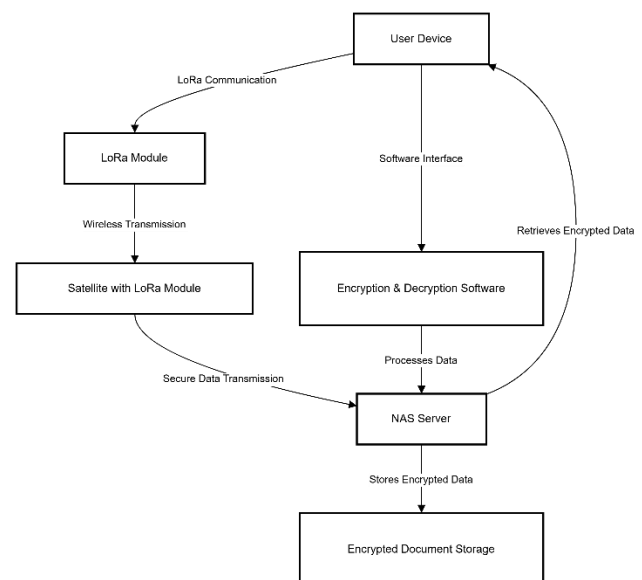 User Device
LoRa Communication
LoRa Module
Software Interface
Wireless Transmission
Retrieves Encrypted Data
Satellite with LoRa Module
Encryption & Decryption Software
Processes Data
Secure Data Transmission
NAS Server
Stores Encrypted Data
Encrypted Document Storage